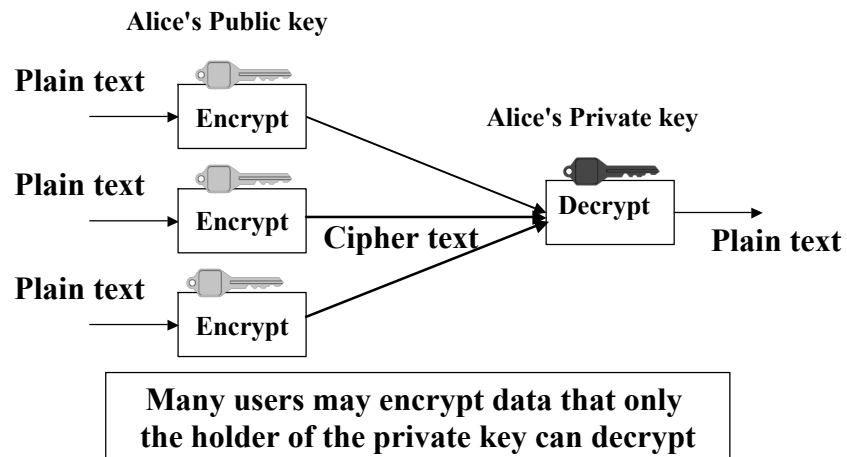 Alice's Public key
Plain text
Encrypt
Alice's Private key
Plain text
Encrypt
Decrypt
Cipher text
Plain text
Plain text
Encrypt
Many users may encrypt data that only
the holder of the private key can decrypt